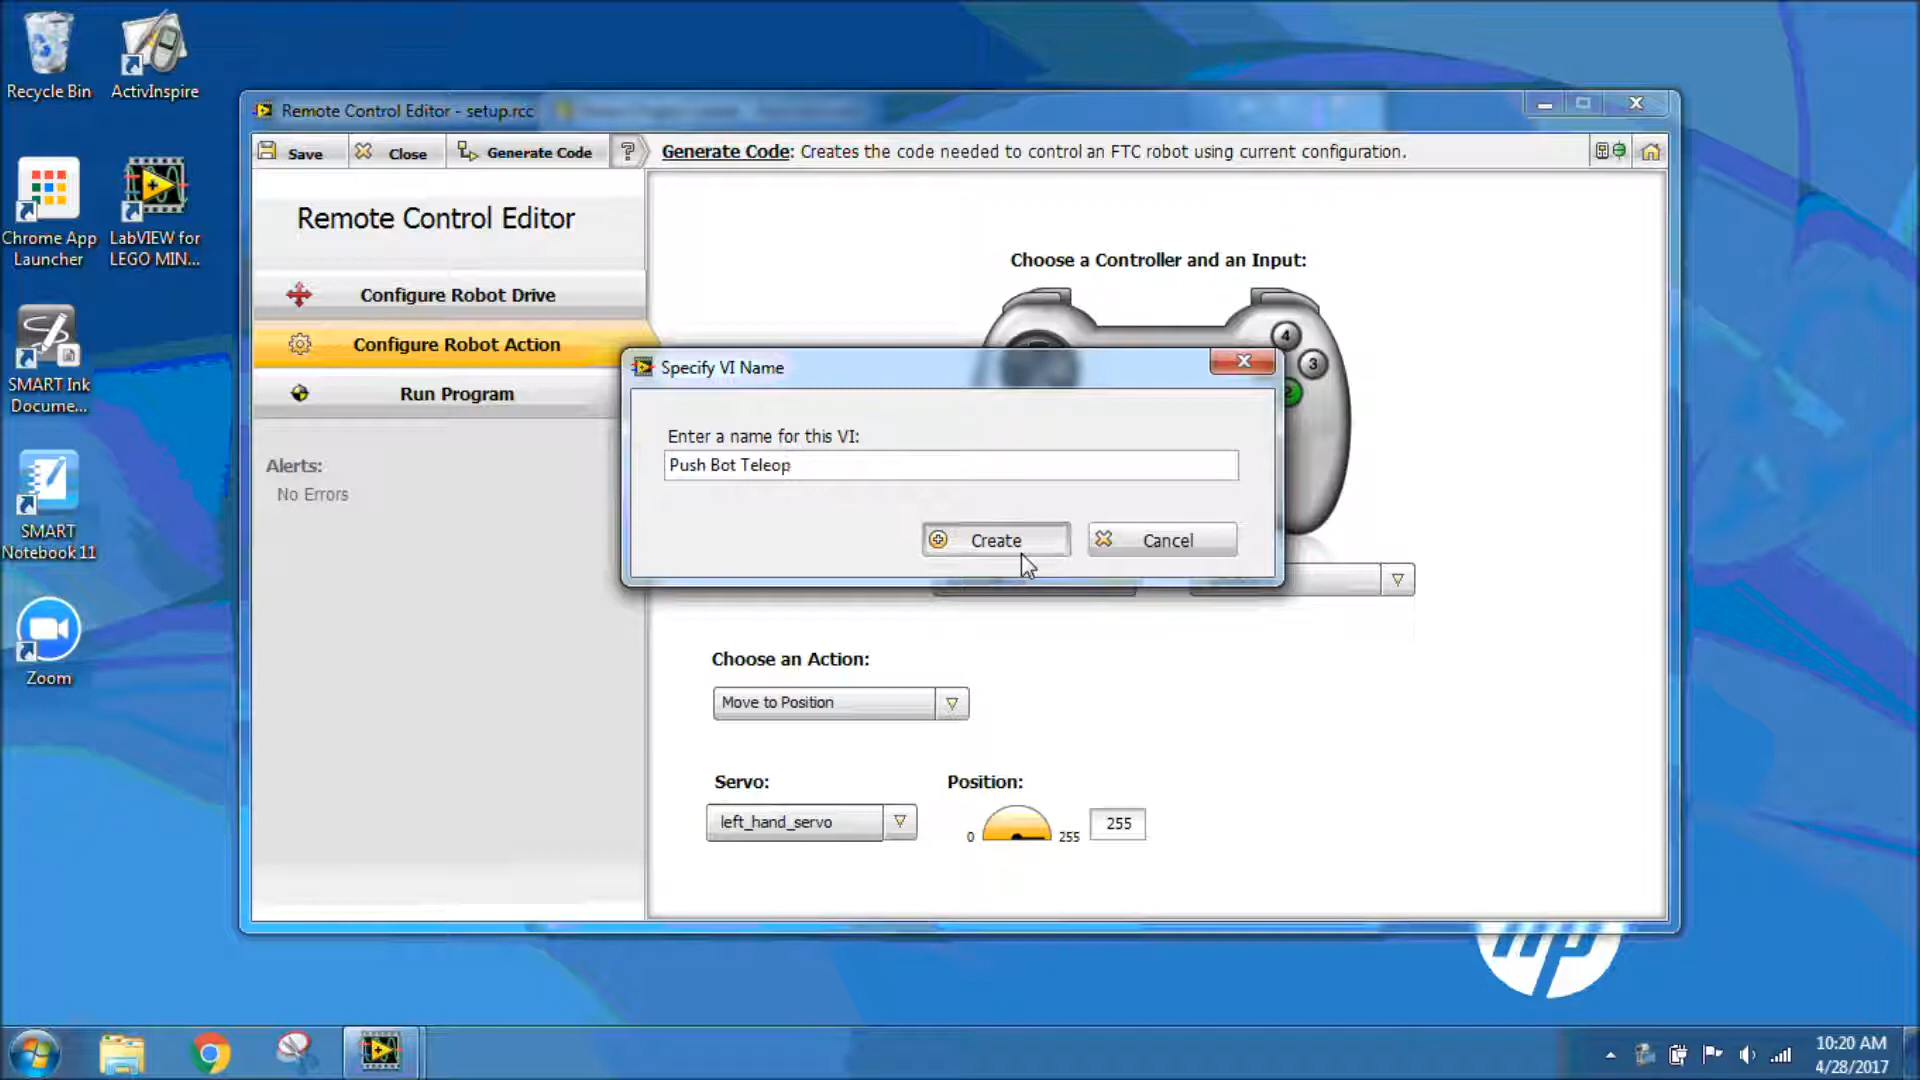 Recycle Bin
ActivInspire
Chrome App
Launcher
LabVIEW for
LEGO MIN...
SMART Ink
Docume...
SMART
Notebook 11
Zoom
Remote Control Editor - setup.rcc
Save
Close
Generate Code
?
Generate Code: Creates the code needed to control an FTC robot using current configuration.
Remote Control Editor
Configure Robot Drive
Configure Robot Action
Run Program
Alerts:
No Errors
Choose a Controller and an Input:
4
3
2
Specify VI Name
Enter a name for this VI:
Push Bot Teleop
Create
Cancel
Choose an Action:
Move to Position
Servo:
Position:
left_hand_servo
0
255
255
hp
10:20 AM
4/28/2017